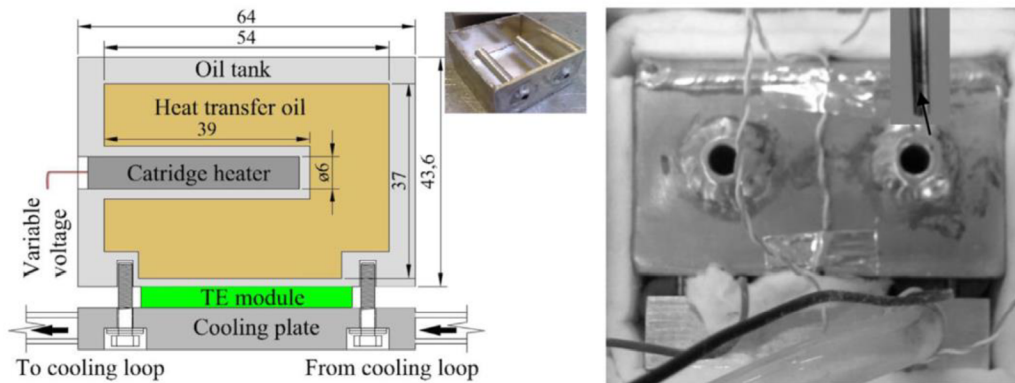 64
54
Oil tank
Heat transfer oil
39
Catridge heater
ø6
37
43,6
Variable
voltage
TE module
Cooling plate
To cooling loop
From cooling loop